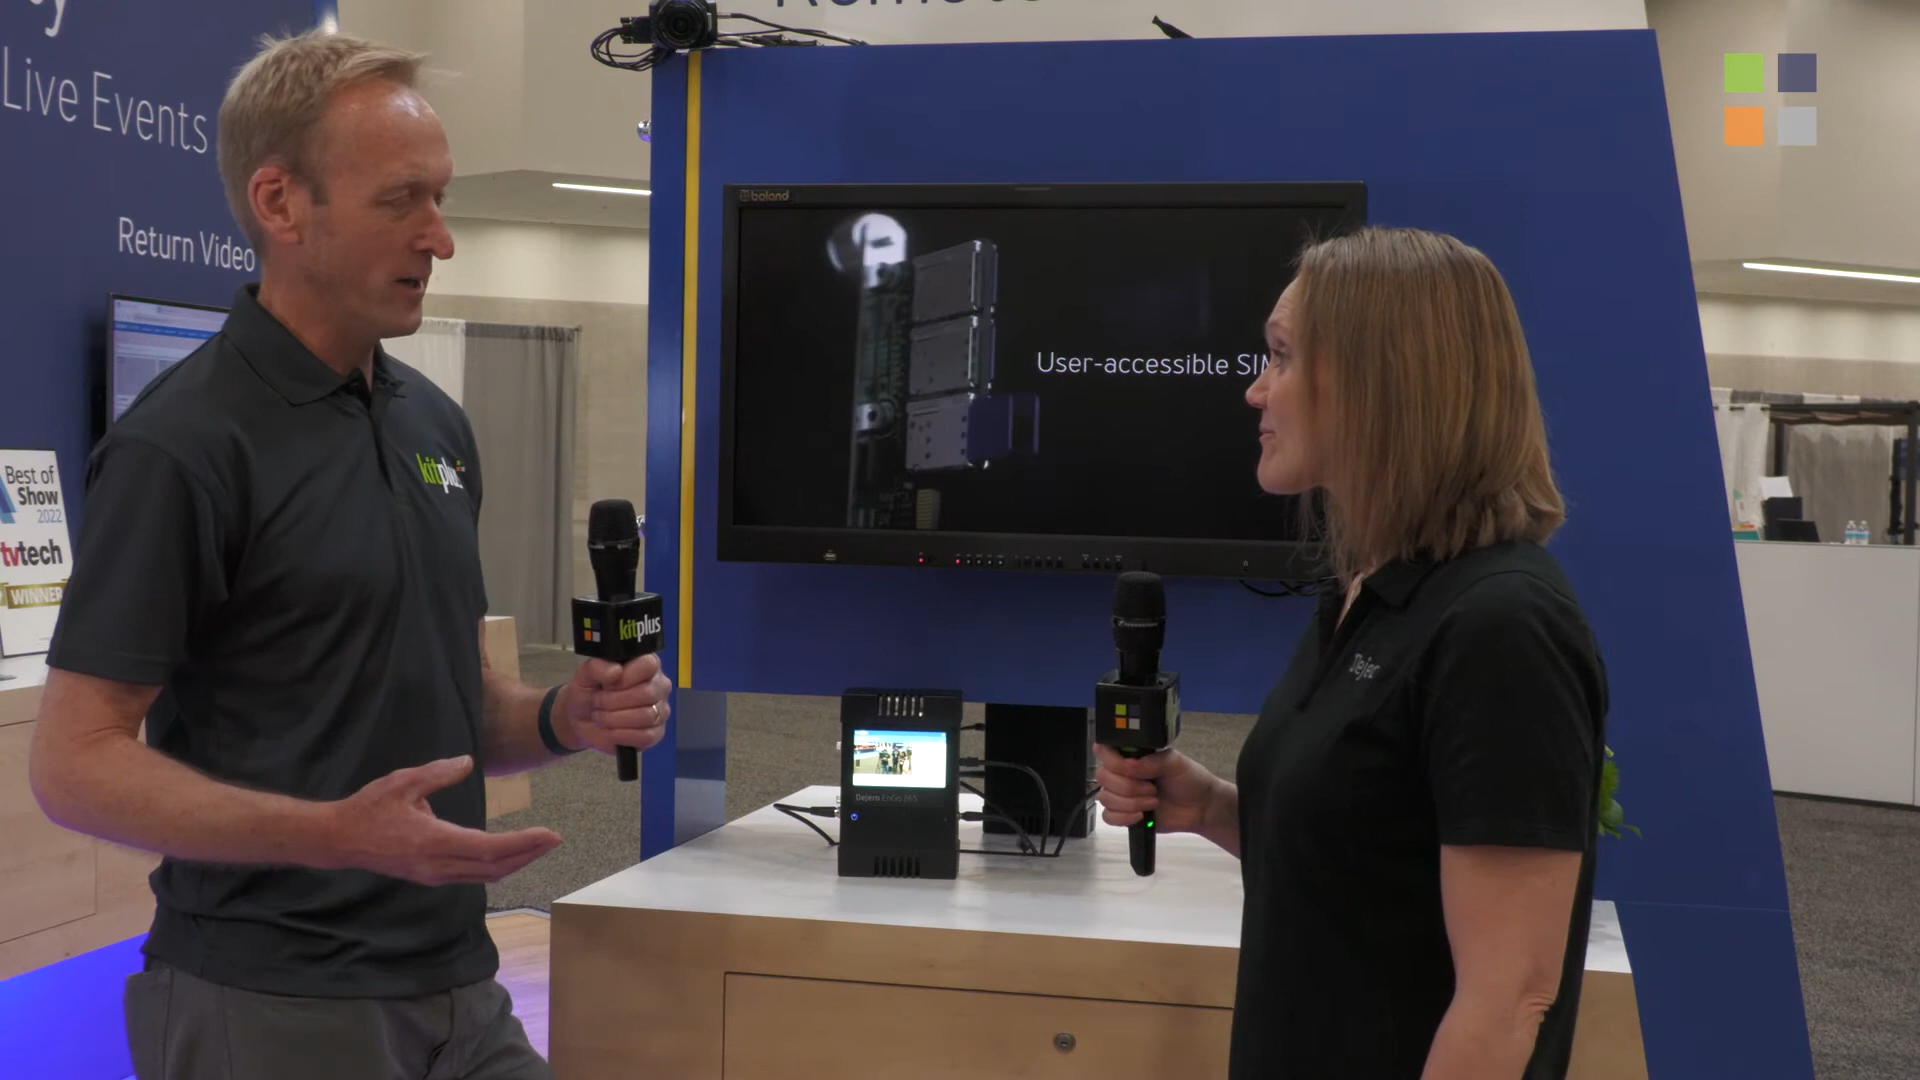 Live Events
Return Video
Best of
Show
2022
tvtech
WINNER
kitplus
kitplus
boland
User-accessible SIM
Dejero EnGo 265
Dejero